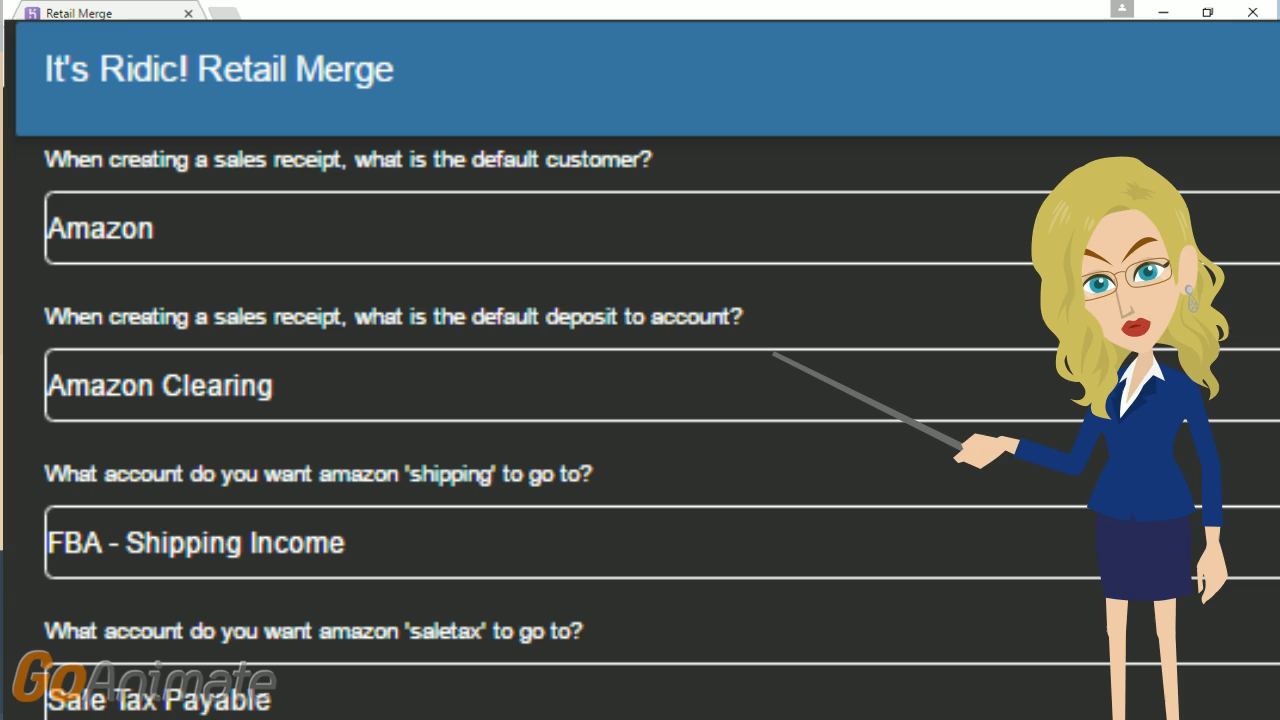 Retail Merge
It's Ridic! Retail Merge
When creating a sales receipt, what is the default customer?
Amazon
When creating a sales receipt, what is the default deposit to account?
Amazon Clearing
What account do you want amazon 'shipping' to go to?
FBA - Shipping Income
What account do you want amazon 'saletax' to go to?
Sale Tax Payable
GoAnimate